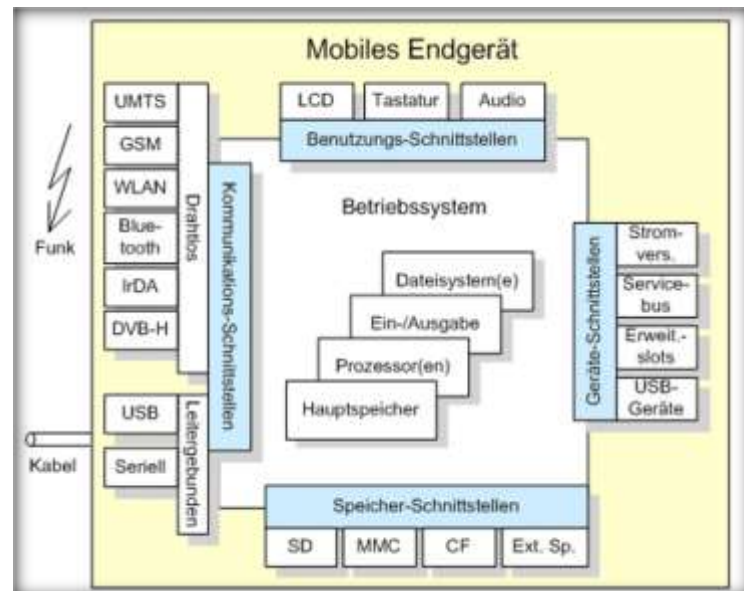 Mobiles Endgerät
UMTS
GSM
WLAN
Blue-
tooth
IrDA
DVB-H
Drahtlos
USB
Seriell
Leitergebunden
Kommunikations-Schnittstellen
Funk
Kabel
LCD
Tastatur
Audio
Benutzungs-Schnittstellen
Betriebssystem
Dateisystem(e)
Ein-/Ausgabe
Prozessor(en)
Hauptspeicher
Geräte-Schnittstellen
Strom-
vers.
Service-
bus
Erweit.-
slots
USB-
Geräte
Speicher-Schnittstellen
SD
MMC
CF
Ext. Sp.